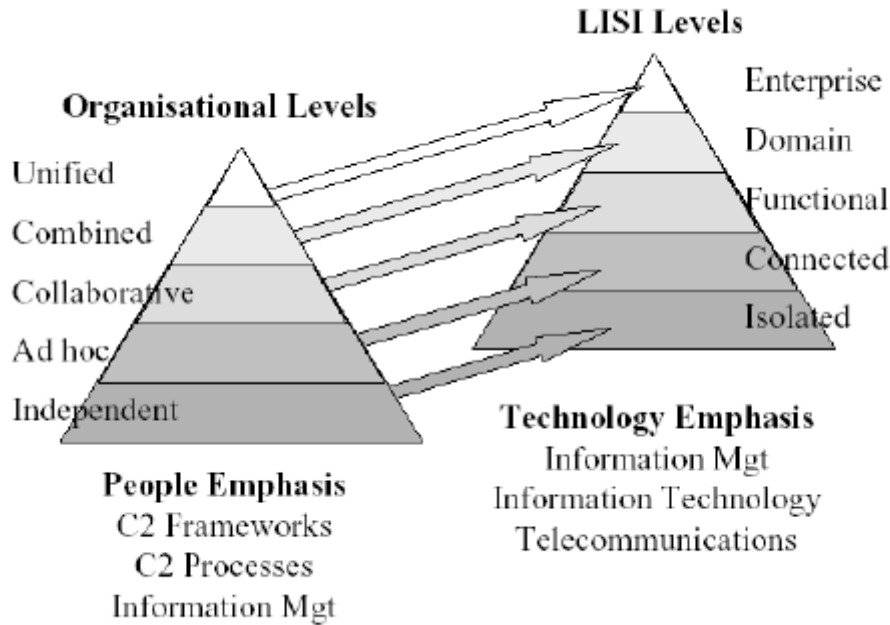 LISI Levels
Organisational Levels
Enterprise
Domain
Functional
Connected
Isolated
Unified
Combined
Collaborative
Ad hoc
Independent
Technology Emphasis
Information Mgt
Information Technology
Telecommunications
People Emphasis
C2 Frameworks
C2 Processes
Information Mgt